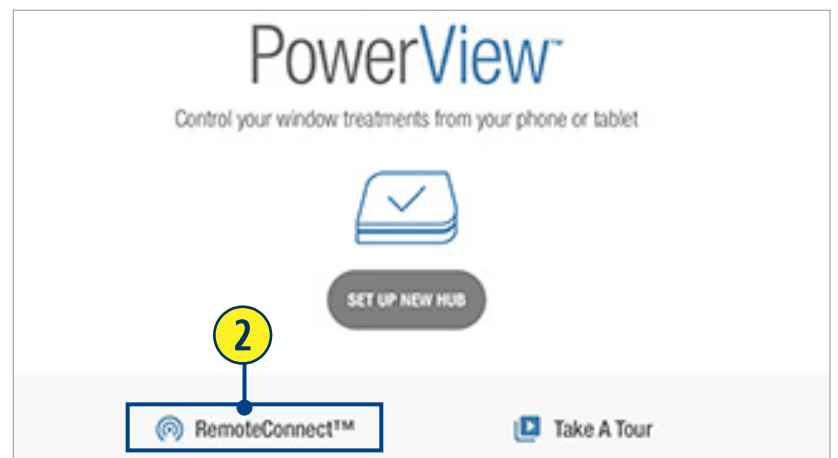 PowerView™
Control your window treatments from your phone or tablet
SET UP NEW HUB
2
RemoteConnect™
Take A Tour